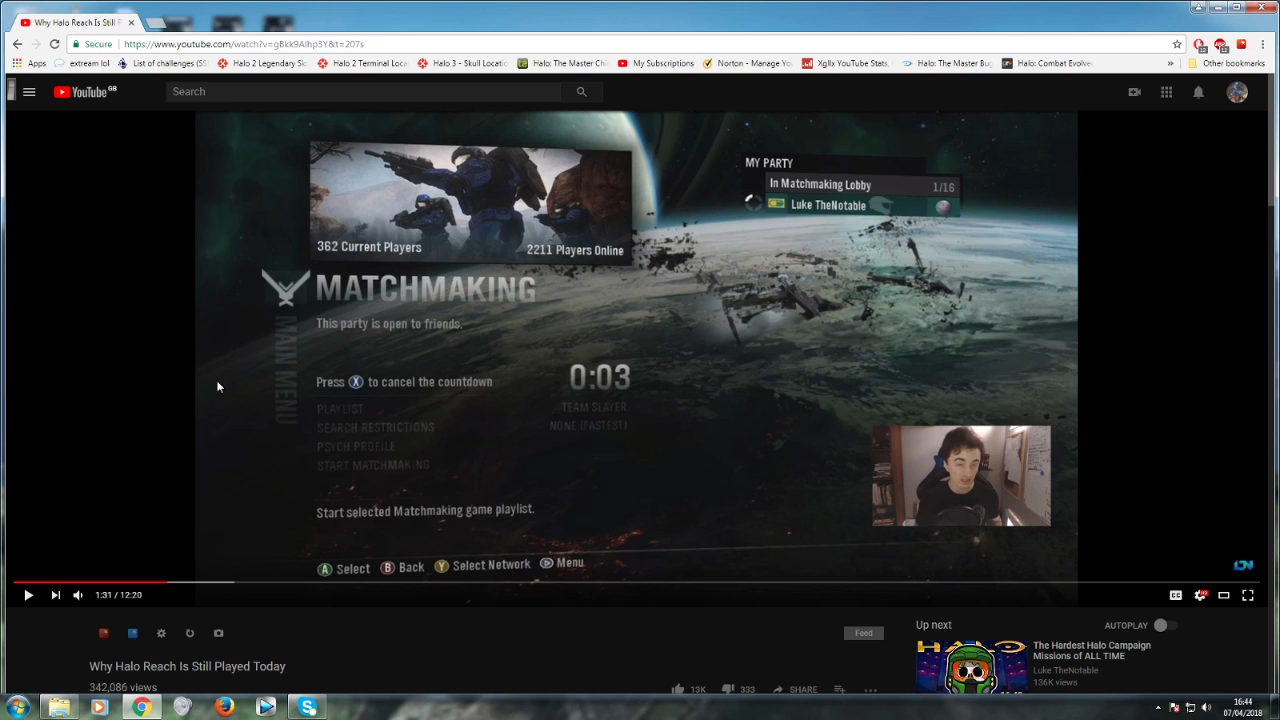 Why Halo Reach Is Still P
Secure
https://www.youtube.com/watch?v=gBkk9Alhp3Y&t=207s
Apps
extream lol
List of challenges (SS
Halo 2 Legendary Sk
Halo 2 Terminal Loca
Halo 3 - Skull Locatio
Halo: The Master Chi
My Subscriptions
Norton - Manage Yo
Xgllx YouTube Stats,
Halo: The Master Bug
Halo: Combat Evolve
»
Other bookmarks
YouTube GB
Search
362 Current Players
2211 Players Online
MY PARTY
In Matchmaking Lobby 1/16
Luke TheNotable
MATCHMAKING
MAIN MENU
This party is open to friends.
Press X to cancel the countdown
0:03
PLAYLIST
TEAM SLAYER
SEARCH RESTRICTIONS
NONE (FASTEST)
PSYCH PROFILE
START MATCHMAKING
Start selected Matchmaking game playlist.
A Select B Back Y Select Network Menu
1:31 / 12:20
CC
Feed
Up next
AUTOPLAY
Why Halo Reach Is Still Played Today
342,086 views
13K
333
SHARE
HALO
The Hardest Halo Campaign
Missions of ALL TIME
Luke TheNotable
136K views
16:44
07/04/2018